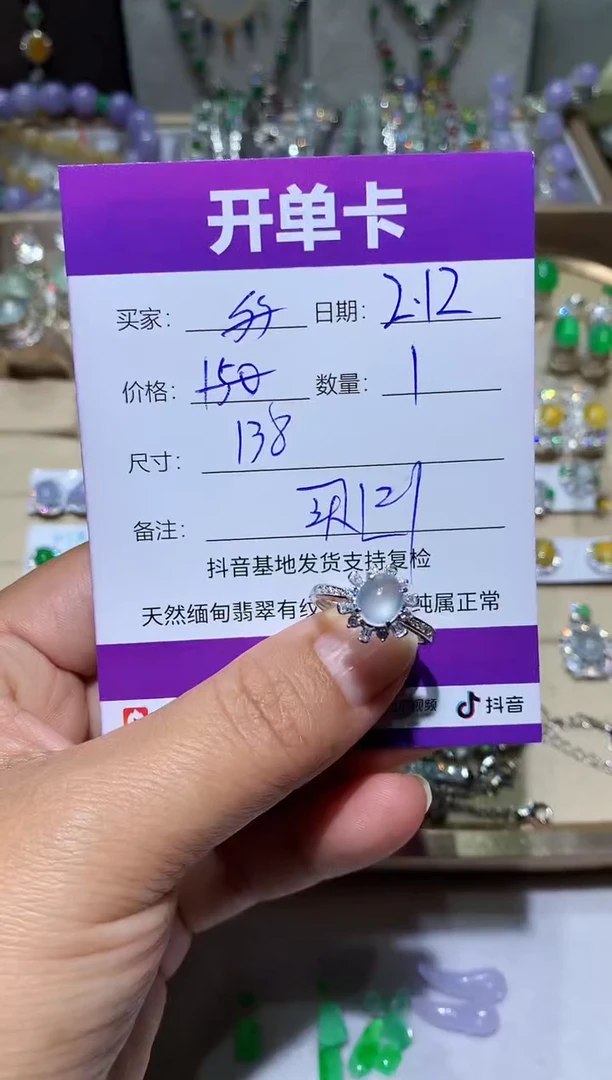 开单卡
买家： 日期：2.12
价格：150 数量：1
138
尺寸：
备注：
抖音基地发货支持复检
天然缅甸翡翠有纹 纯属正常
视频 抖音